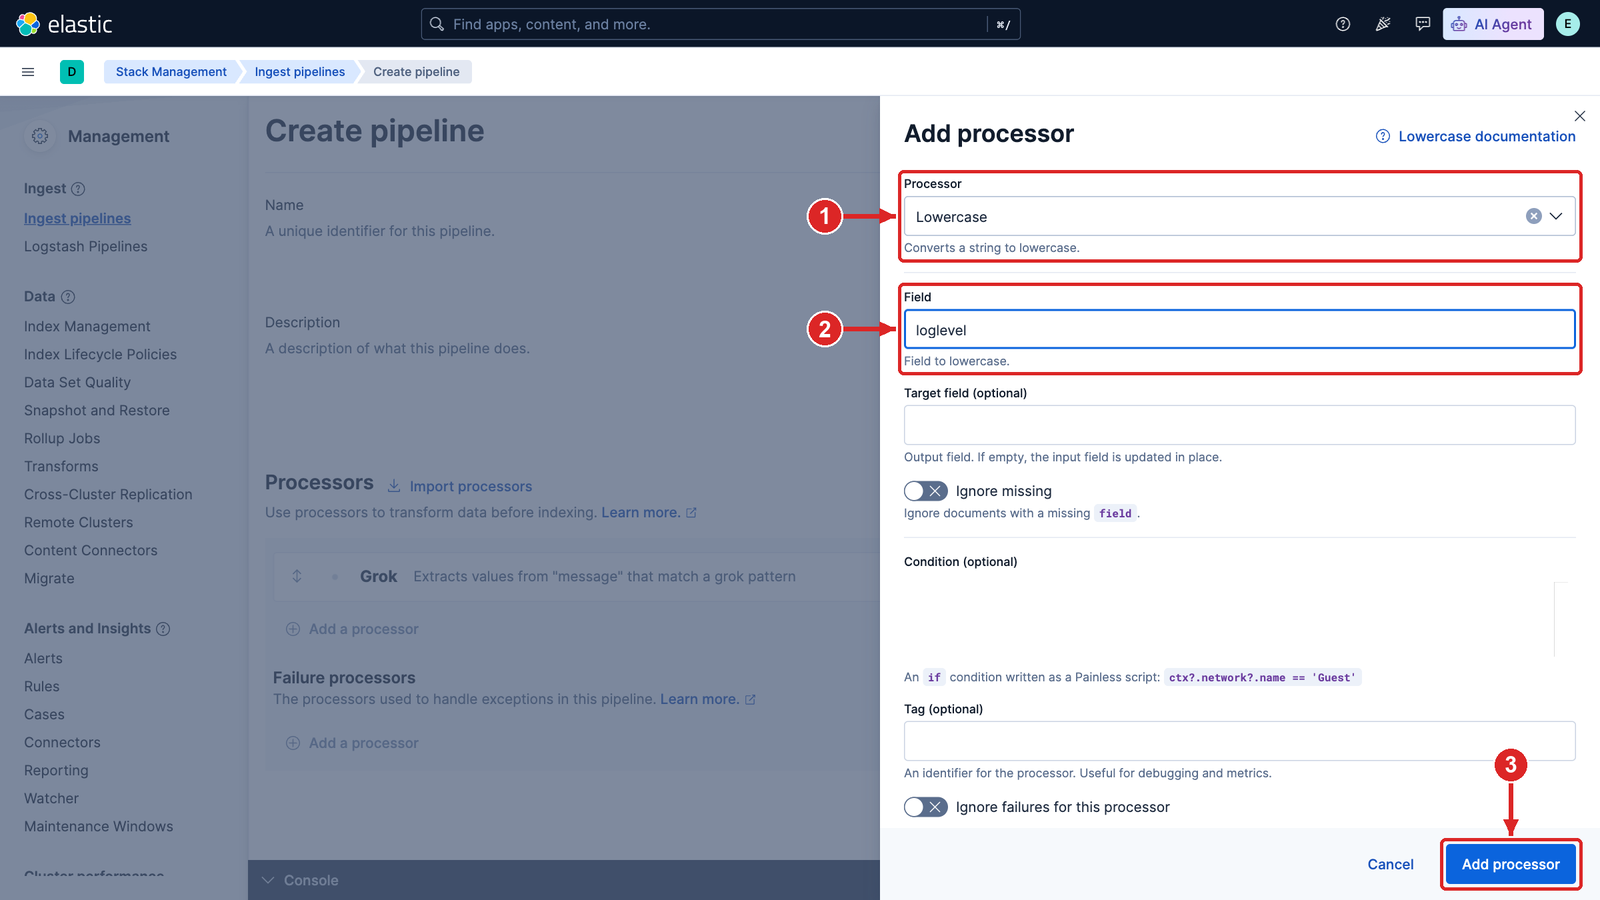 elastic
Find apps, content, and more.
⌘/
AI Agent
E
D
Stack Management
Ingest pipelines
Create pipeline
Management
Ingest
Ingest pipelines
Logstash Pipelines
Data
Index Management
Index Lifecycle Policies
Data Set Quality
Snapshot and Restore
Rollup Jobs
Transforms
Cross-Cluster Replication
Remote Clusters
Content Connectors
Migrate
Alerts and Insights
Alerts
Rules
Cases
Connectors
Reporting
Watcher
Maintenance Windows
Cluster performance
Create pipeline
Name
A unique identifier for this pipeline.
Description
A description of what this pipeline does.
Processors
Import processors
Use processors to transform data before indexing. Learn more.
Grok Extracts values from "message" that match a grok pattern
Add a processor
Failure processors
The processors used to handle exceptions in this pipeline. Learn more.
Add a processor
Console
Add processor
Lowercase documentation
1
Processor
Lowercase
Converts a string to lowercase.
2
Field
loglevel
Field to lowercase.
Target field (optional)
Output field. If empty, the input field is updated in place.
Ignore missing
Ignore documents with a missing field.
Condition (optional)
An if condition written as a Painless script: ctx?.network?.name == 'Guest'
Tag (optional)
An identifier for the processor. Useful for debugging and metrics.
Ignore failures for this processor
3
Cancel
Add processor